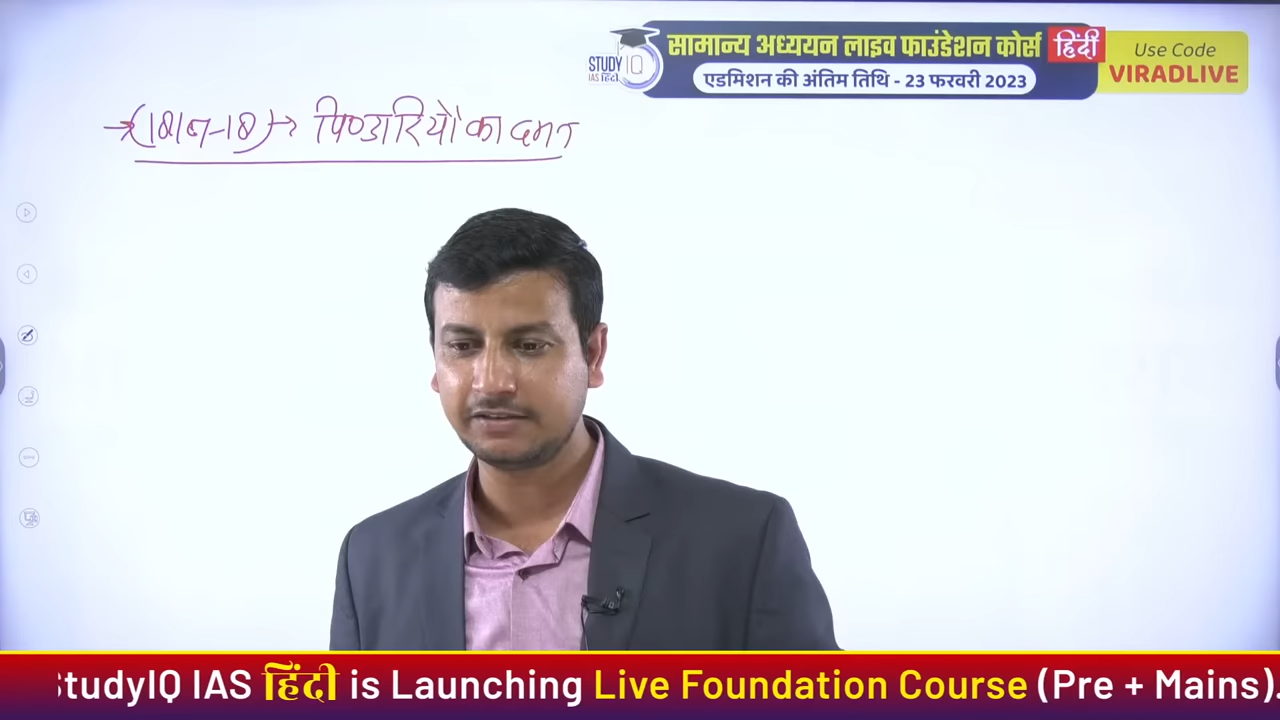 STUDY IQ
IAS हिंदी
सामान्य अध्ययन लाइव फाउंडेशन कोर्स हिंदी
एडमिशन की अंतिम तिथि - 23 फरवरी 2023
Use Code
VIRADLIVE
→(1817-18)→ पिण्डारियों का दमन
StudyIQ IAS हिंदी is Launching Live Foundation Course (Pre + Mains).